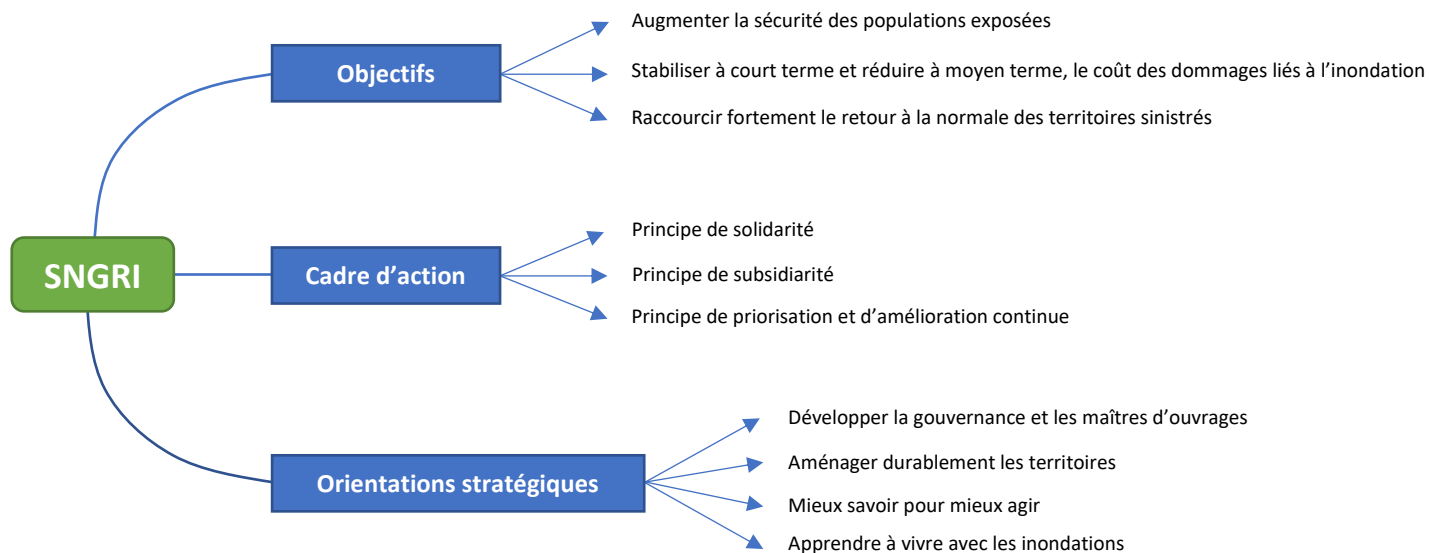 SNGRI
Objectifs
Augmenter la sécurité des populations exposées
Stabiliser à court terme et réduire à moyen terme, le coût des dommages liés à l’inondation
Raccourcir fortement le retour à la normale des territoires sinistrés
Cadre d’action
Principe de solidarité
Principe de subsidiarité
Principe de priorisation et d’amélioration continue
Orientations stratégiques
Développer la gouvernance et les maîtres d’ouvrages
Aménager durablement les territoires
Mieux savoir pour mieux agir
Apprendre à vivre avec les inondations